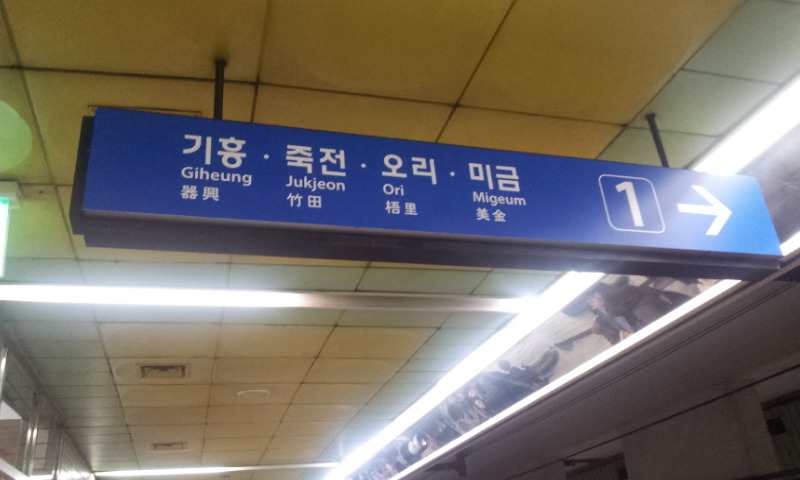 기흥 · 죽전 · 오리 · 미금 1 →
Giheung Jukjeon Ori Migeum
器興 竹田 梧里 美金